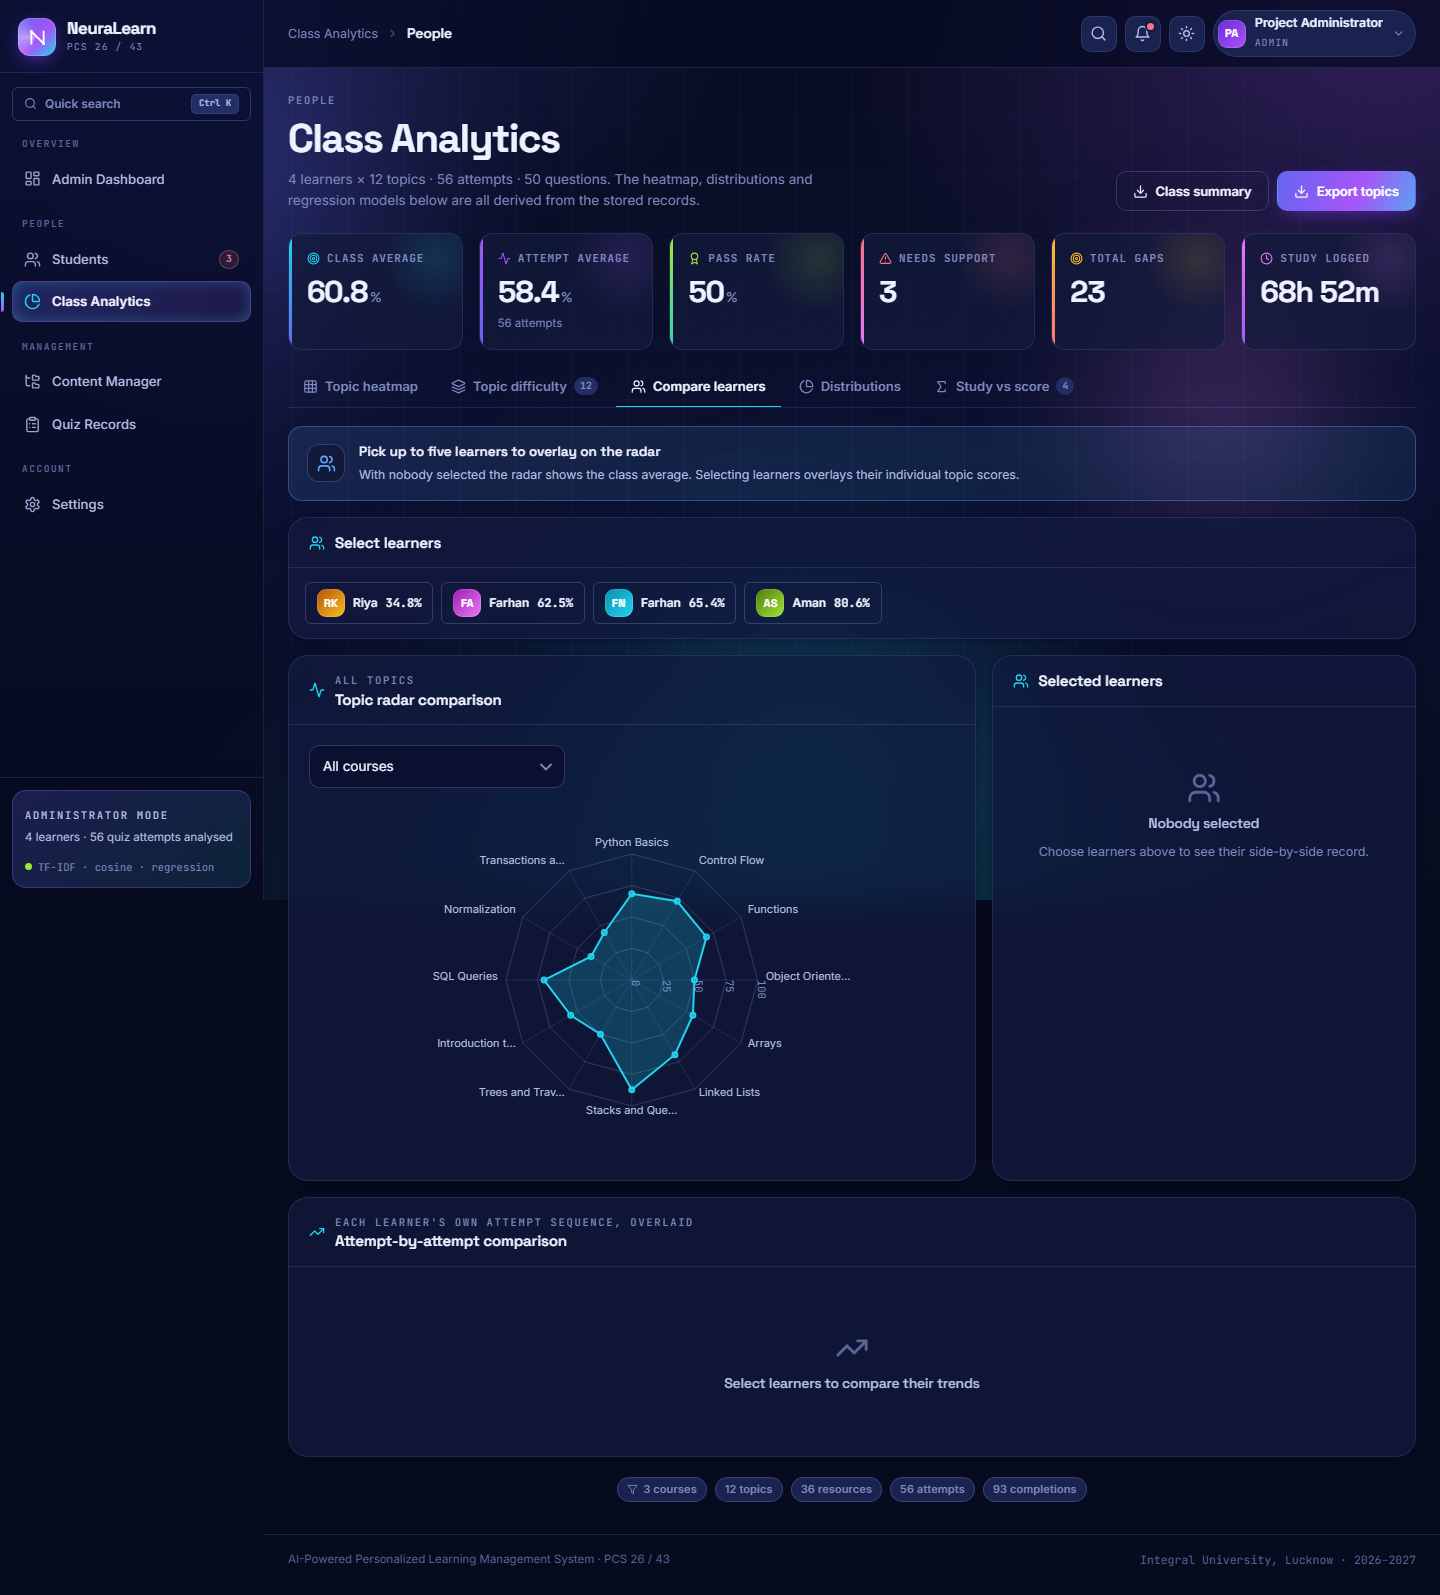 NeuraLearn
PCS 26 / 43
Quick search
Ctrl K
OVERVIEW
Admin Dashboard
PEOPLE
Students
3
Class Analytics
MANAGEMENT
Content Manager
Quiz Records
ACCOUNT
Settings
ADMINISTRATOR MODE
4 learners · 56 quiz attempts analysed
TF-IDF · cosine · regression
Class Analytics
People
PA
Project Administrator
ADMIN
PEOPLE
Class Analytics
4 learners × 12 topics · 56 attempts · 50 questions. The heatmap, distributions and
regression models below are all derived from the stored records.
Class summary
Export topics
CLASS AVERAGE
60.8%
ATTEMPT AVERAGE
58.4%
56 attempts
PASS RATE
50%
NEEDS SUPPORT
3
TOTAL GAPS
23
STUDY LOGGED
68h 52m
Topic heatmap
Topic difficulty 12
Compare learners
Distributions
Study vs score 4
Pick up to five learners to overlay on the radar
With nobody selected the radar shows the class average. Selecting learners overlays their individual topic scores.
Select learners
RK Riya 34.8%
FA Farhan 62.5%
FN Farhan 65.4%
AS Aman 80.6%
ALL TOPICS
Topic radar comparison
All courses
Python Basics
Control Flow
Functions
Object Oriente...
Arrays
Linked Lists
Stacks and Que...
Trees and Trav...
Introduction t...
SQL Queries
Normalization
Transactions a...
0
25
50
75
100
Selected learners
Nobody selected
Choose learners above to see their side-by-side record.
EACH LEARNER'S OWN ATTEMPT SEQUENCE, OVERLAID
Attempt-by-attempt comparison
Select learners to compare their trends
3 courses
12 topics
36 resources
56 attempts
93 completions
AI-Powered Personalized Learning Management System · PCS 26 / 43
Integral University, Lucknow · 2026-2027